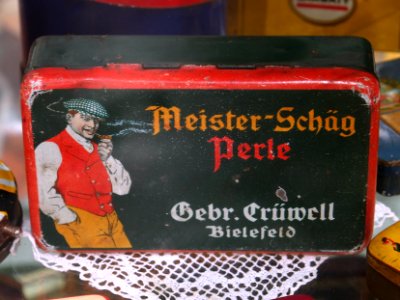 Meister-Schäg
Perle
Gebr. Crüwell
Bielefeld